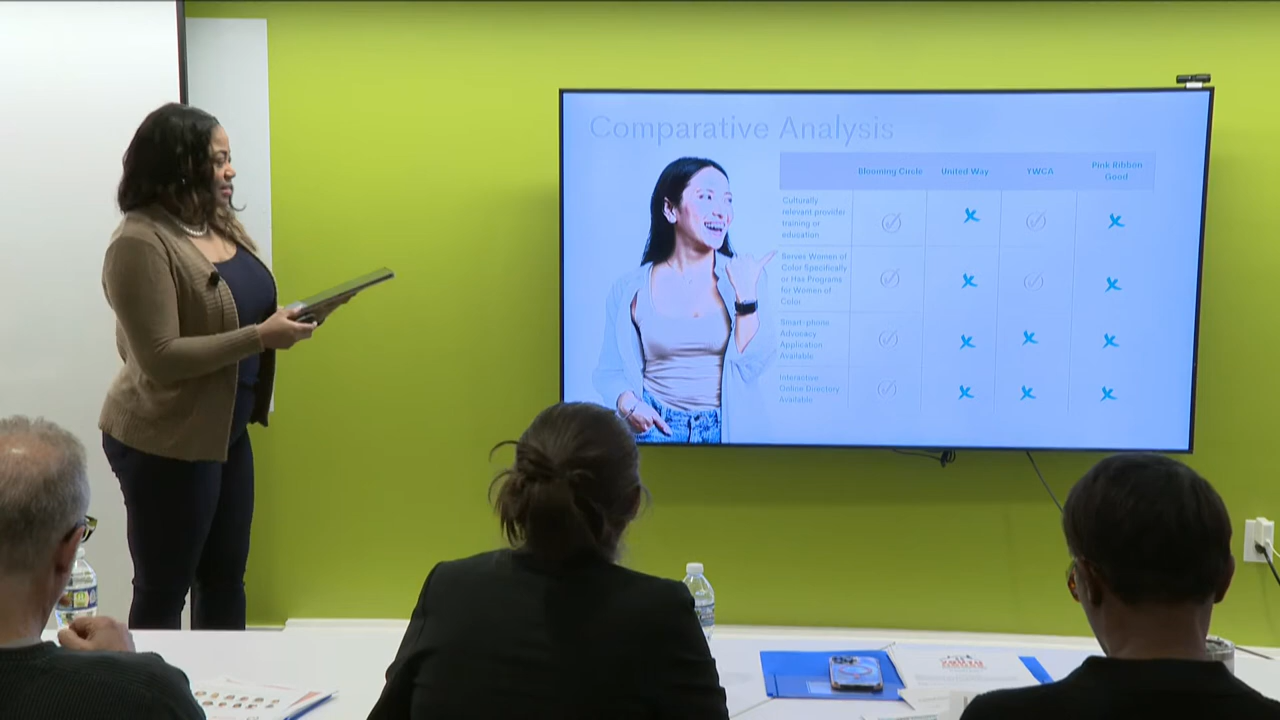 Comparative Analysis
Blooming Circle
United Way
YWCA
Pink Ribbon
Good
Culturally
relevant provider
training or
education
Serves Women of
Color Specifically
or Has Programs
for Women of
Color
Smart-phone
Advocacy
Application
Available
Interactive
Online Directory
Available